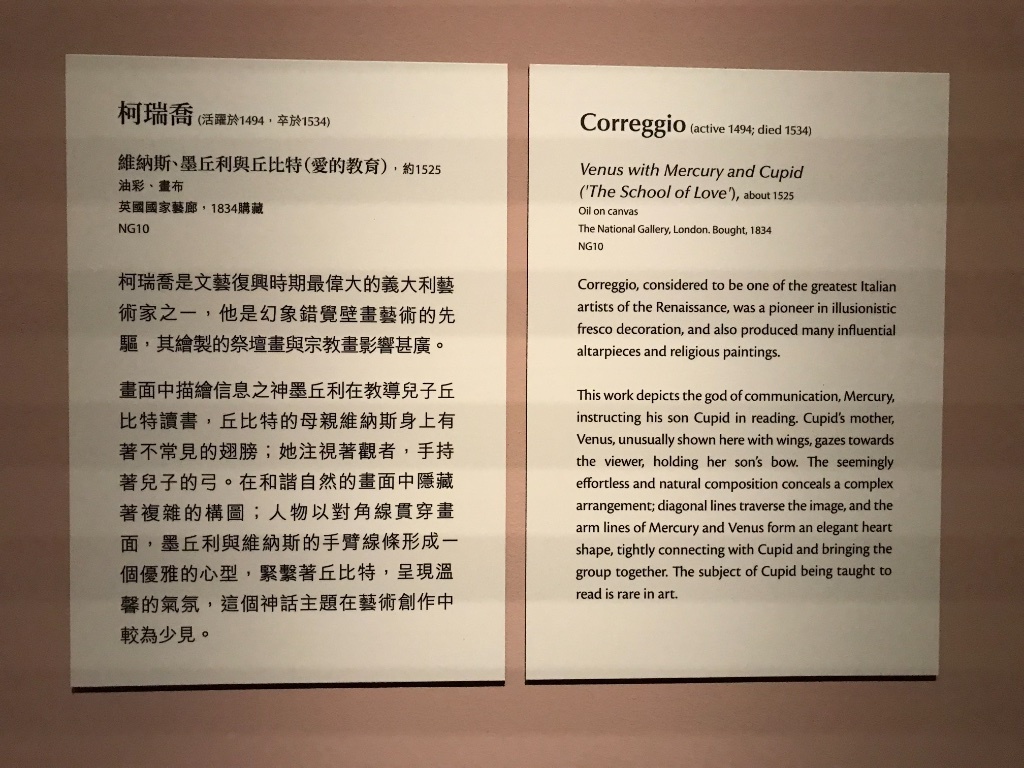 柯瑞喬 (活躍於1494，卒於1534)
維納斯、墨丘利與丘比特(愛的教育)，約1525
油彩、畫布
英國國家藝廊，1834購藏
NG10
柯瑞喬是文藝復興時期最偉大的義大利藝
術家之一，他是幻象錯覺壁畫藝術的先
驅，其繪製的祭壇畫與宗教畫影響甚廣。
畫面中描繪信息之神墨丘利在教導兒子丘
比特讀書，丘比特的母親維納斯身上有
著不常見的翅膀；她注視著觀者，手持
著兒子的弓。在和諧自然的畫面中隱藏
著複雜的構圖；人物以對角線貫穿畫
面，墨丘利與維納斯的手臂線條形成一
個優雅的心型，緊繫著丘比特，呈現溫
馨的氣氛，這個神話主題在藝術創作中
較為少見。
Correggio (active 1494; died 1534)
Venus with Mercury and Cupid
('The School of Love'), about 1525
Oil on canvas
The National Gallery, London. Bought, 1834
NG10
Correggio, considered to be one of the greatest Italian
artists of the Renaissance, was a pioneer in illusionistic
fresco decoration, and also produced many influential
altarpieces and religious paintings.
This work depicts the god of communication, Mercury,
instructing his son Cupid in reading. Cupid's mother,
Venus, unusually shown here with wings, gazes towards
the viewer, holding her son's bow. The seemingly
effortless and natural composition conceals a complex
arrangement; diagonal lines traverse the image, and the
arm lines of Mercury and Venus form an elegant heart
shape, tightly connecting with Cupid and bringing the
group together. The subject of Cupid being taught to
read is rare in art.